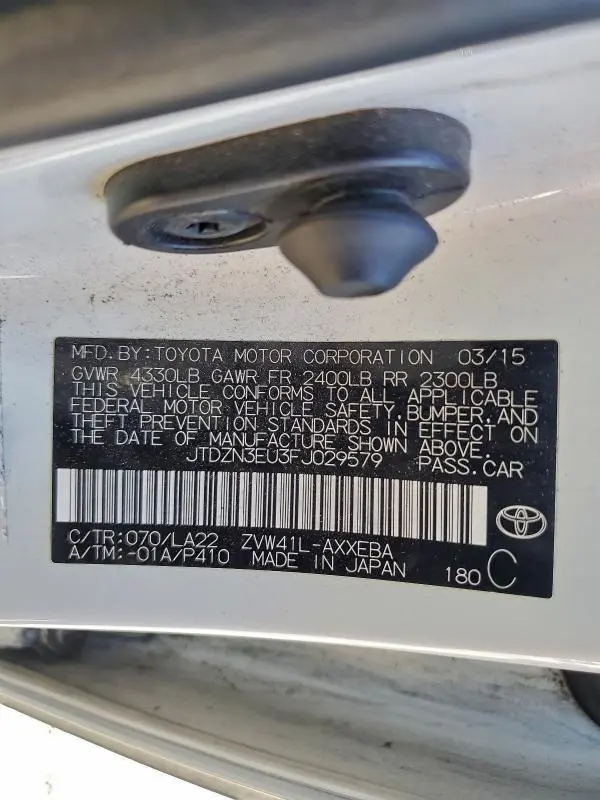 MFD. BY: TOYOTA MOTOR CORPORATION 03/15
GVWR 4330LB GAWR FR 2400LB RR 2300LB
THIS VEHICLE CONFORMS TO ALL APPLICABLE
FEDERAL MOTOR VEHICLE SAFETY, BUMPER, AND
THEFT PREVENTION STANDARDS IN EFFECT ON
THE DATE OF MANUFACTURE SHOWN ABOVE.
JTDZN3EU3FJ029579 PASS. CAR
C/TR: 070/LA22 ZVW41L-AXXEBA
A/TM: -01A/P410 MADE IN JAPAN 180 C